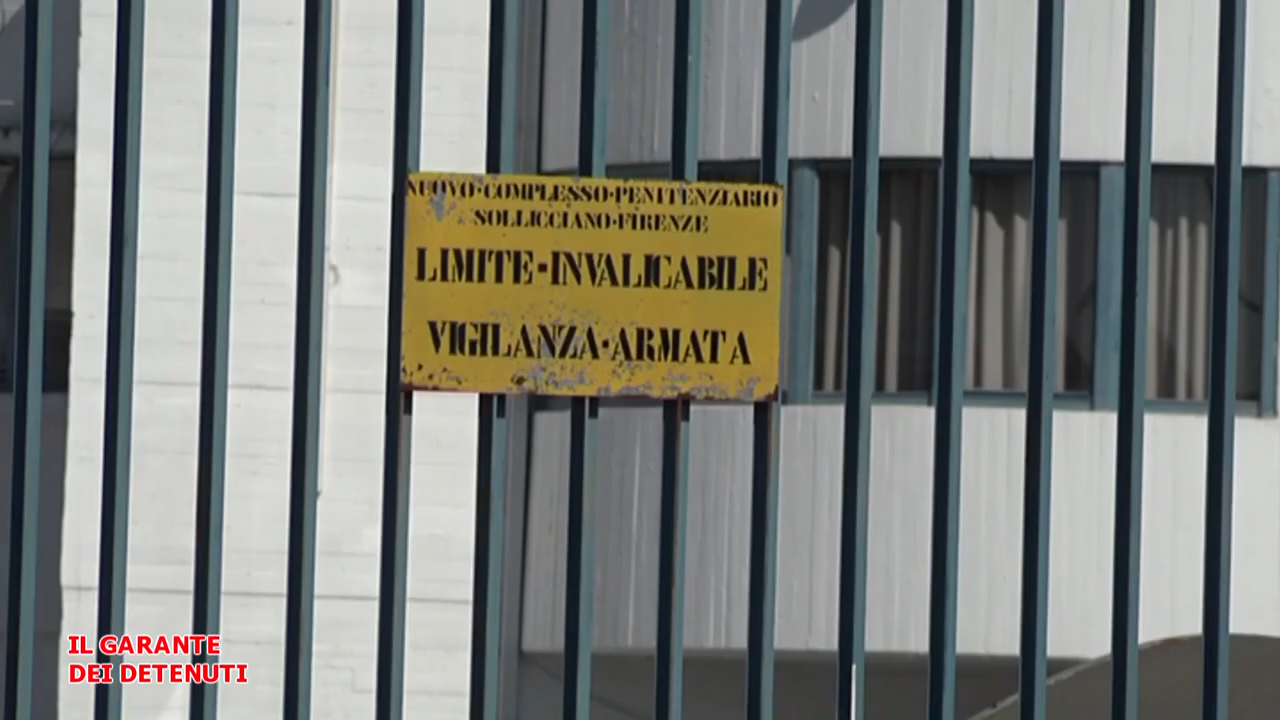 NUOVO·COMPLESSO·PENITENZIARIO
SOLLICCIANO·FIRENZE
LIMITE-INVALICABILE
VIGILANZA-ARMATA
IL GARANTE
DEI DETENUTI